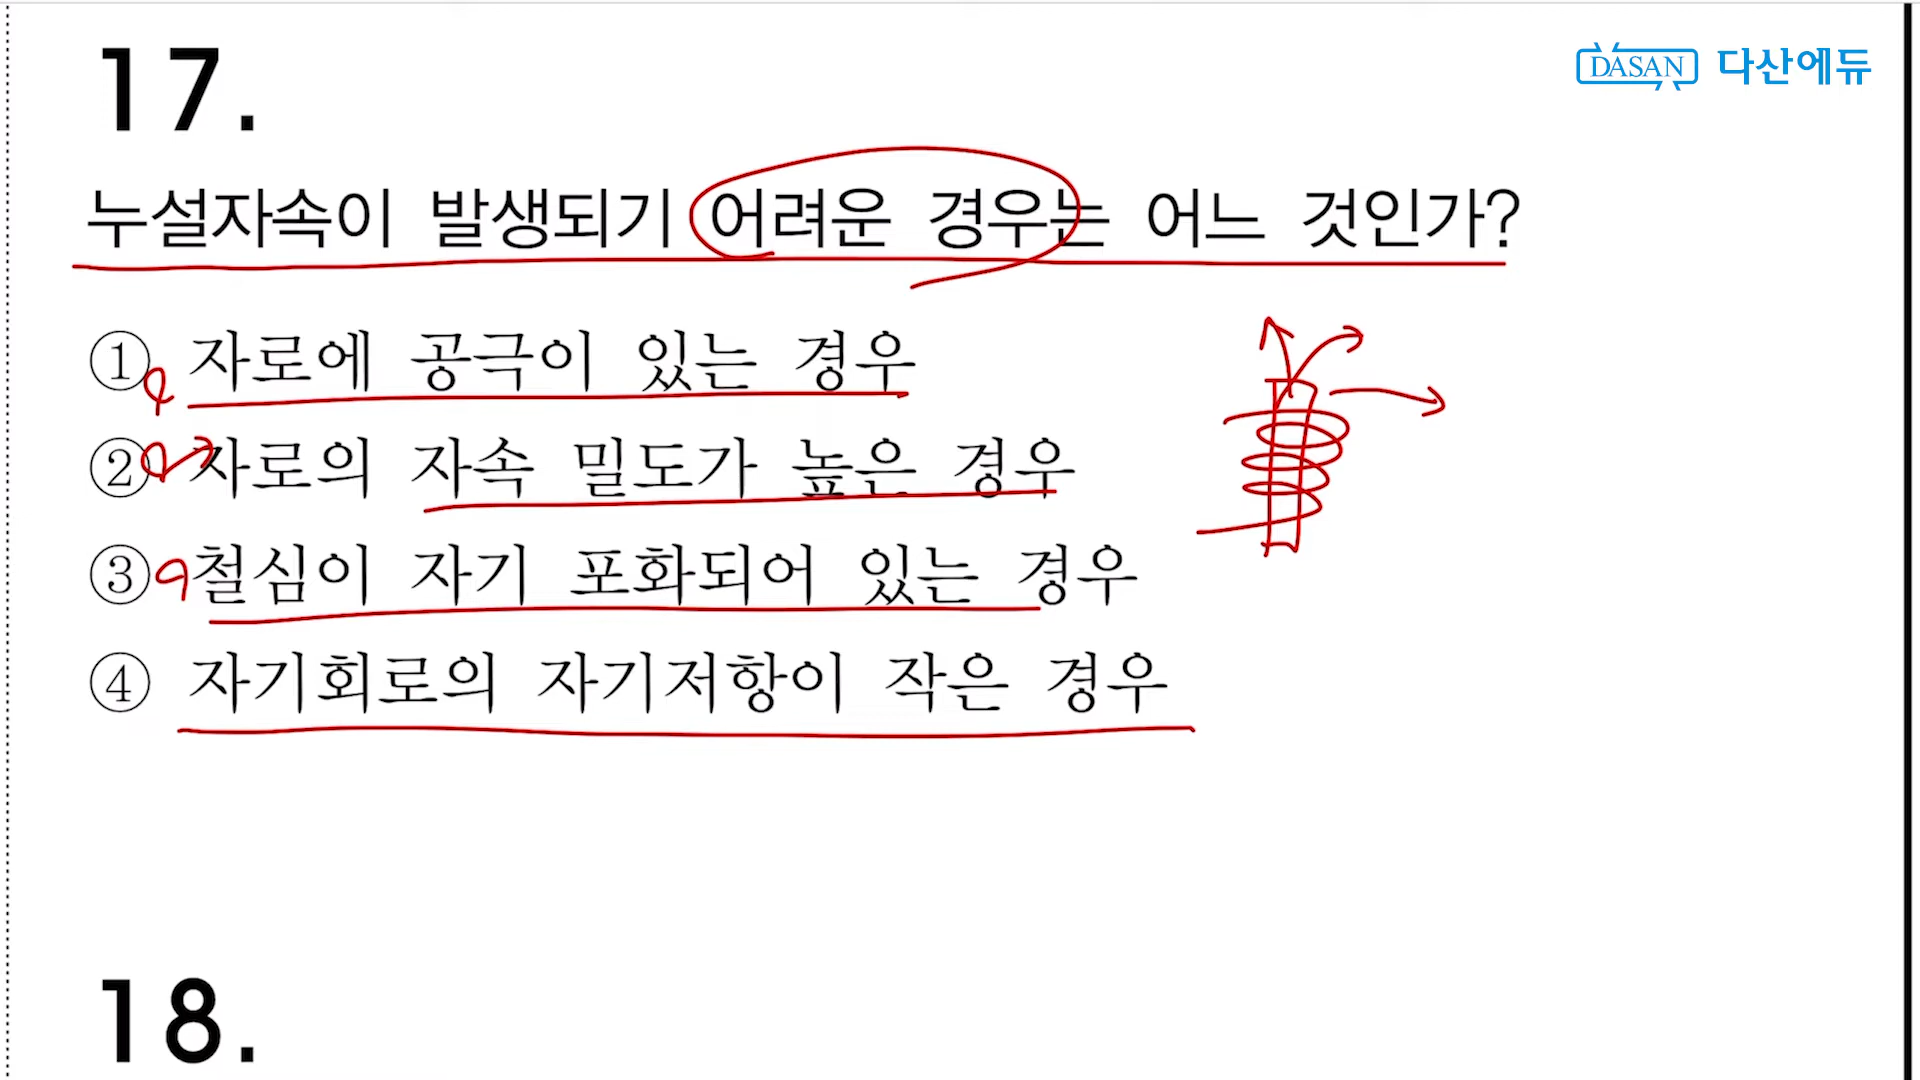 17.
DASAN 다산에듀
누설자속이 발생되기 어려운 경우는 어느 것인가?
① 자로에 공극이 있는 경우
② 자로의 자속 밀도가 높은 경우
③ 철심이 자기 포화되어 있는 경우
④ 자기회로의 자기저항이 작은 경우
18.